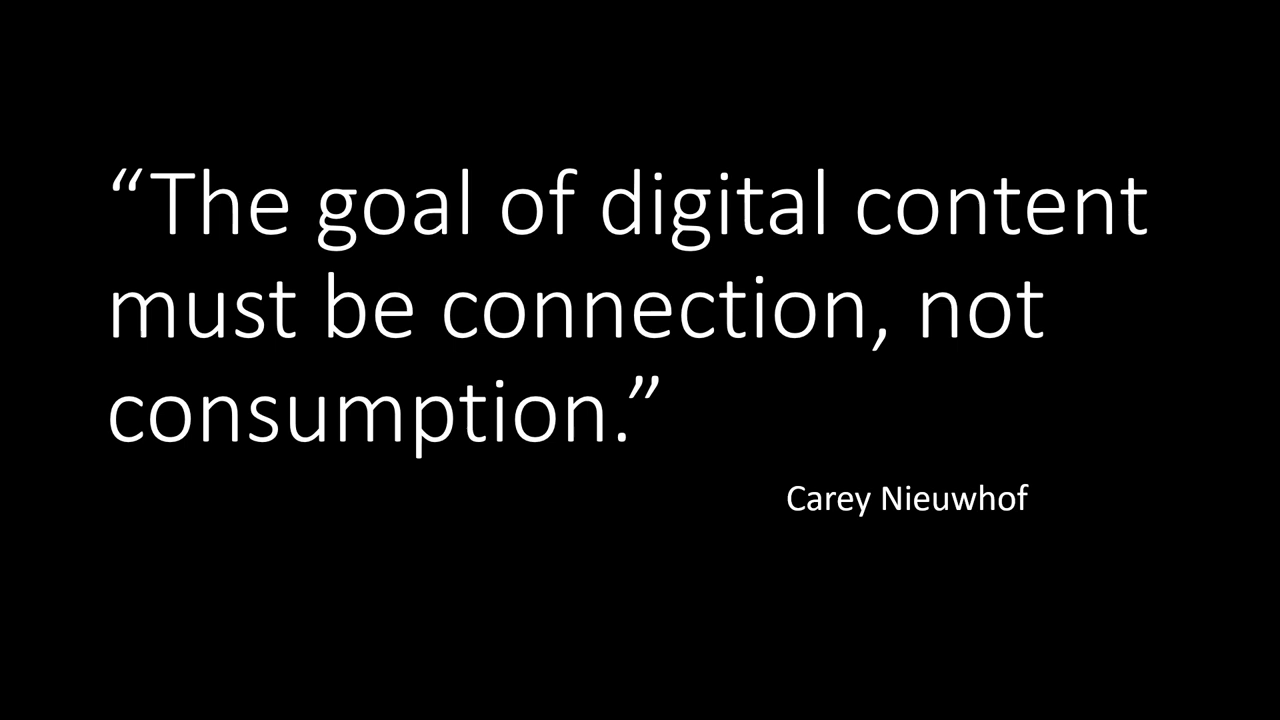 “The goal of digital content
must be connection, not
consumption.”
Carey Nieuwhof